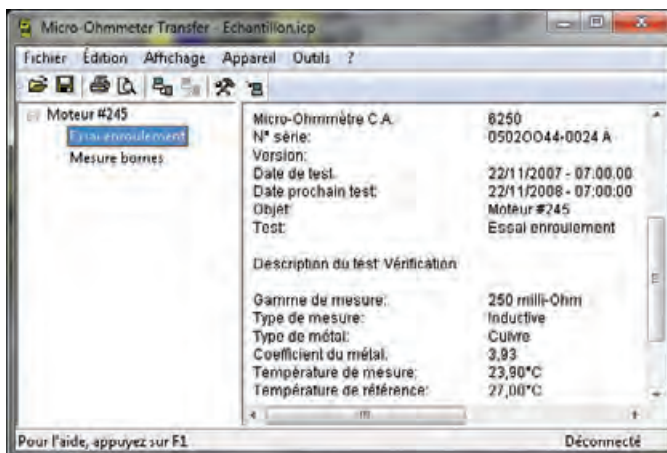 Micro-Ohmmeter Transfer - Echantillon.icp
Fichier Édition Affichage Appareil Outils ?
Moteur #245
Essai enroulement
Mesure bornes
Micro-Ohmmètre C.A. 6250
N° série: 05020044-0024 A
Version:
Date de test: 22/11/2007 - 07:00:00
Date prochain test: 22/11/2008 - 07:00:00
Objet: Moteur #245
Test: Essai enroulement
Description du test: Vérification
Gamme de mesure: 250 milli-Ohm
Type de mesure: Inductive
Type de métal: Cuivre
Coefficient du métal: 3,93
Température de mesure: 23,90°C
Température de référence: 27,00°C
Pour l'aide, appuyez sur F1
Déconnecté